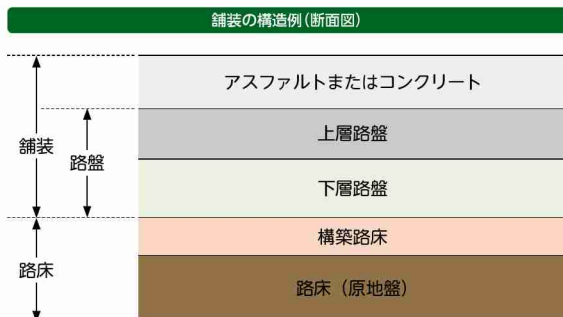 舗装の構造例(断面図)
アスファルトまたはコンクリート
上層路盤
舗装
路盤
下層路盤
構築路床
路床
路床（原地盤）